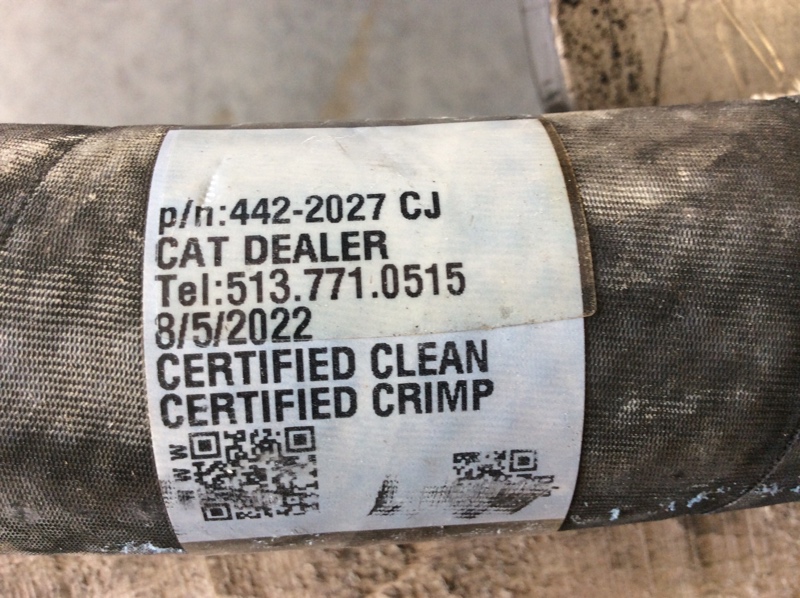 p/n:442-2027 CJ
CAT DEALER
Tel:513.771.0515
8/5/2022
CERTIFIED CLEAN
CERTIFIED CRIMP